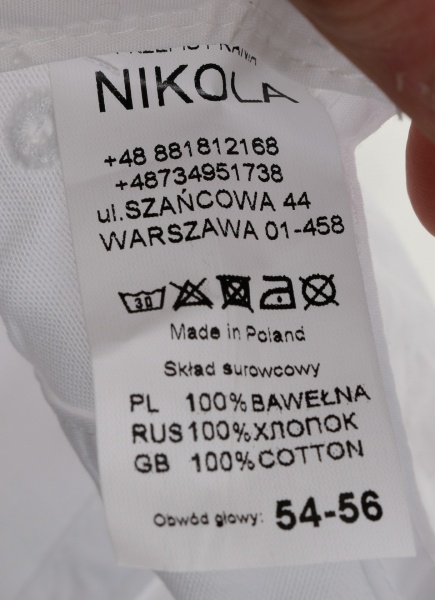 NIKOLA
+48 881812168
+48734951738
ul.SZAŃCOWA 44
WARSZAWA 01-458
30
Made in Poland
Skład surowcowy
PL 100% BAWEŁNA
RUS 100% ХЛОПОК
GB 100% COTTON
Obwód głowy: 54-56